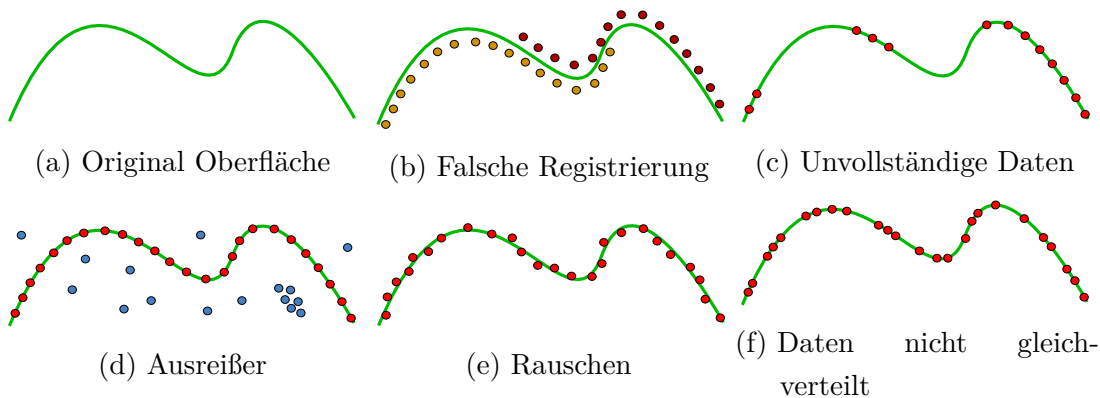 (a) Original Oberfläche
(b) Falsche Registrierung
(c) Unvollständige Daten
(d) Ausreißer
(e) Rauschen
(f) Daten nicht gleich-
verteilt